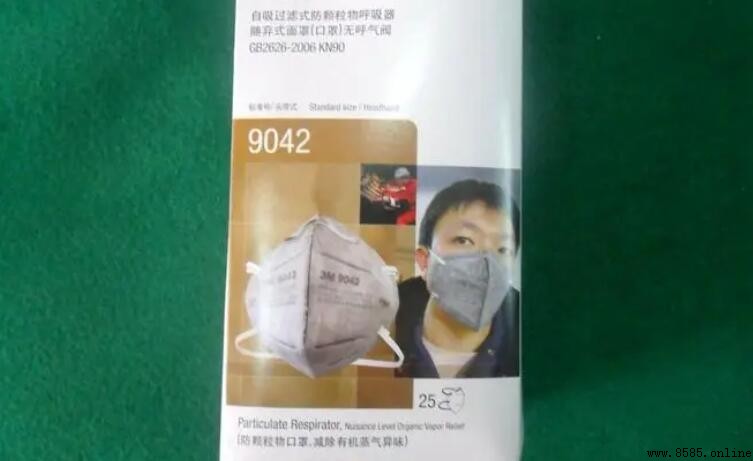 自吸过滤式防颗粒物呼吸器
随弃式面罩(口罩)无呼气阀
GB2626-2006 KN90
标准号/头带式 Standard size / Headband
9042
3M 9042
25
Particulate Respirator, Nuisance Level Organic Vapor Relief
(防颗粒物口罩,减除有机蒸气异味)
www.8585.online